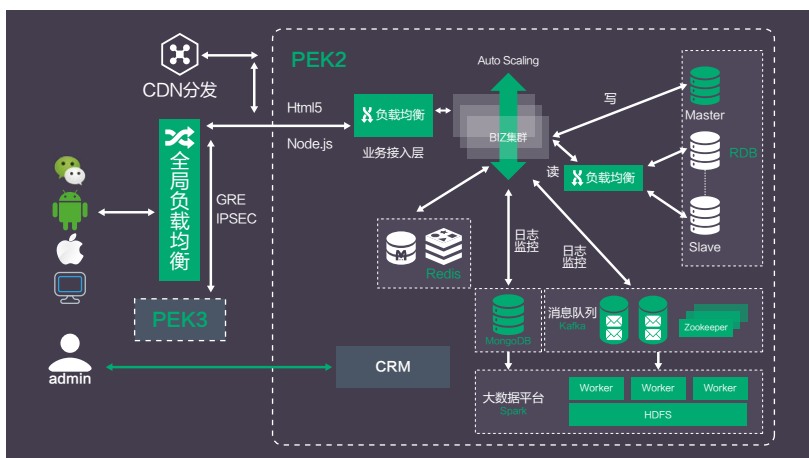 CDN分发
PEK2
Auto Scaling
Html5
Node.js
负载均衡
业务接入层
BIZ集群
写
读
负载均衡
Master
RDB
Slave
全局负载均衡
GRE
IPSEC
PEK3
admin
CRM
M
Redis
日志
监控
日志
监控
MongoDB
消息队列
Kafka
Zookeeper
大数据平台
Spark
Worker
Worker
Worker
HDFS